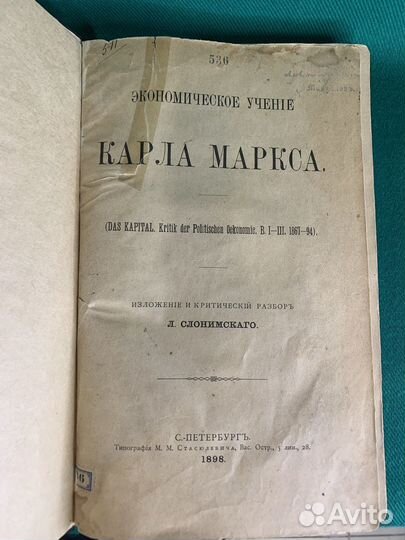 511
536
ЭКОНОМИЧЕСКОЕ УЧЕНІЕ
КАРЛА МАРКСА.
(DAS KAPITAL. Kritik der Politischen Oekonomie. B. I—III. 1867—94).
ИЗЛОЖЕНІЕ И КРИТИЧЕСКІЙ РАЗБОРЪ
Л. СЛОНИМСКАГО.
С.-ПЕТЕРБУРГЪ.
Типографія М. М. Стасюлевича, Вас. Остр., 5 лин., 28.
1898.
Avito